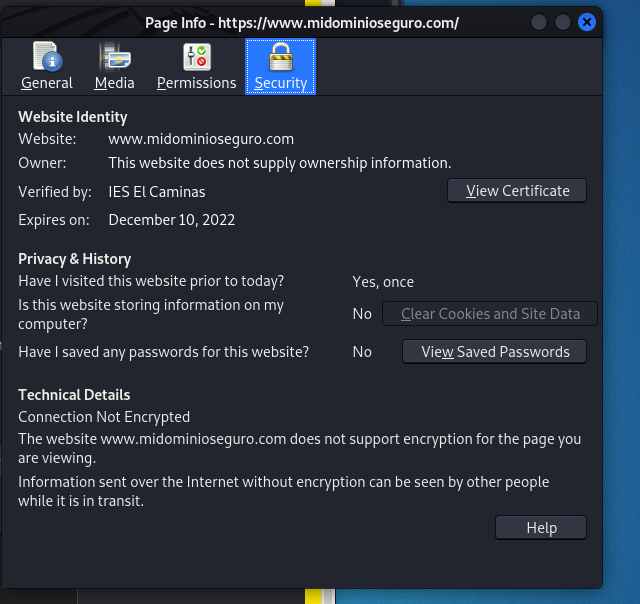 Page Info - https://www.midominioseguro.com/
General Media Permissions Security
Website Identity
Website: www.midominioseguro.com
Owner: This website does not supply ownership information.
Verified by: IES El Caminas View Certificate
Expires on: December 10, 2022
Privacy & History
Have I visited this website prior to today? Yes, once
Is this website storing information on my
computer? No Clear Cookies and Site Data
Have I saved any passwords for this website? No View Saved Passwords
Technical Details
Connection Not Encrypted
The website www.midominioseguro.com does not support encryption for the page you
are viewing.
Information sent over the Internet without encryption can be seen by other people
while it is in transit.
Help